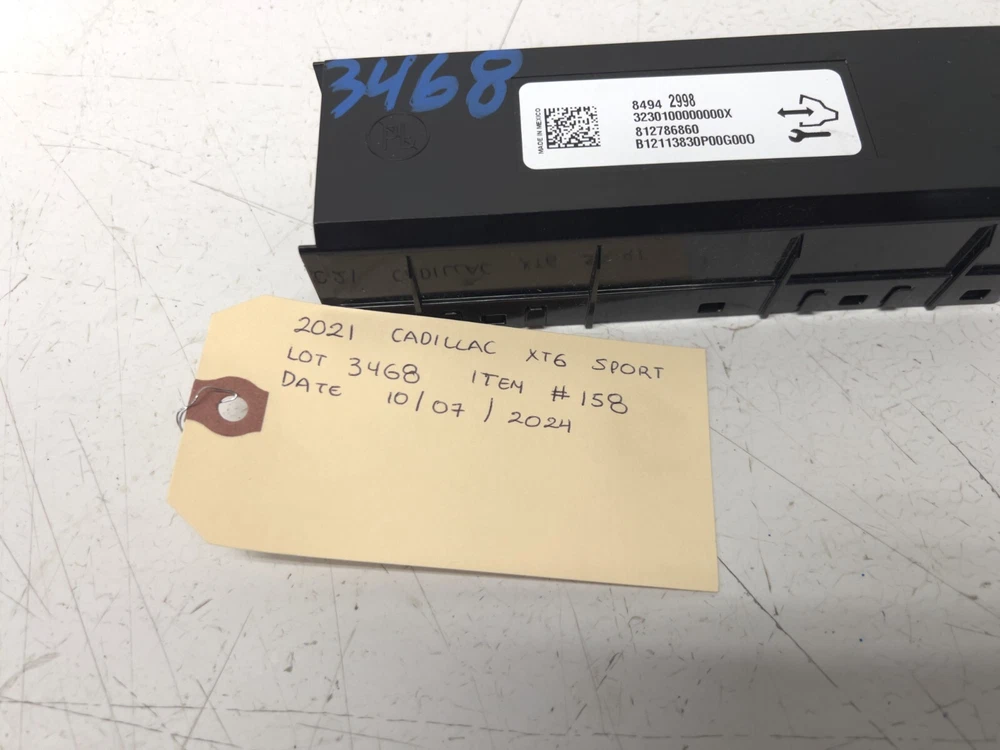 3468
MADE IN MEXICO
8494 2998
3230100000000X
812786860
B12113830P00G000
2021 CADILLAC XT6 SPORT
LOT 3468 ITEM #158
DATE 10/07/2024